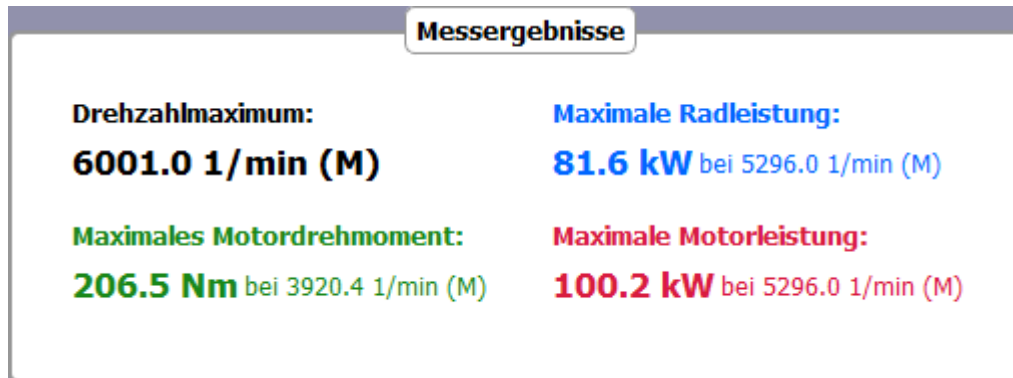 Messergebnisse
Drehzahlmaximum:
6001.0 1/min (M)
Maximale Radleistung:
81.6 kW bei 5296.0 1/min (M)
Maximales Motordrehmoment:
206.5 Nm bei 3920.4 1/min (M)
Maximale Motorleistung:
100.2 kW bei 5296.0 1/min (M)